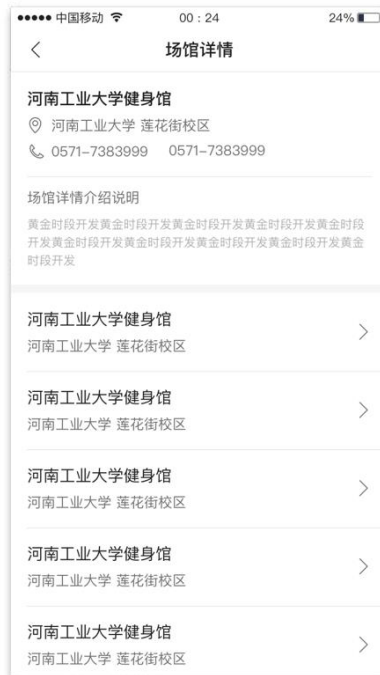 中国移动 00：24 24%
场馆详情
河南工业大学健身馆
河南工业大学 莲花街校区
0571-7383999 0571-7383999
场馆详情介绍说明
黄金时段开发黄金时段开发黄金时段开发黄金时段开发黄金时段
开发黄金时段开发黄金时段开发黄金时段开发黄金时段开发黄金
时段开发
河南工业大学健身馆
河南工业大学 莲花街校区
河南工业大学健身馆
河南工业大学 莲花街校区
河南工业大学健身馆
河南工业大学 莲花街校区
河南工业大学健身馆
河南工业大学 莲花街校区
河南工业大学健身馆
河南工业大学 莲花街校区